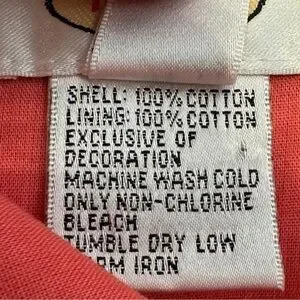 SHELL: 100% COTTON
LINING: 100% COTTON
EXCLUSIVE OF
DECORATION
MACHINE WASH COLD
ONLY NON-CHLORINE
BLEACH
TUMBLE DRY LOW
IRON